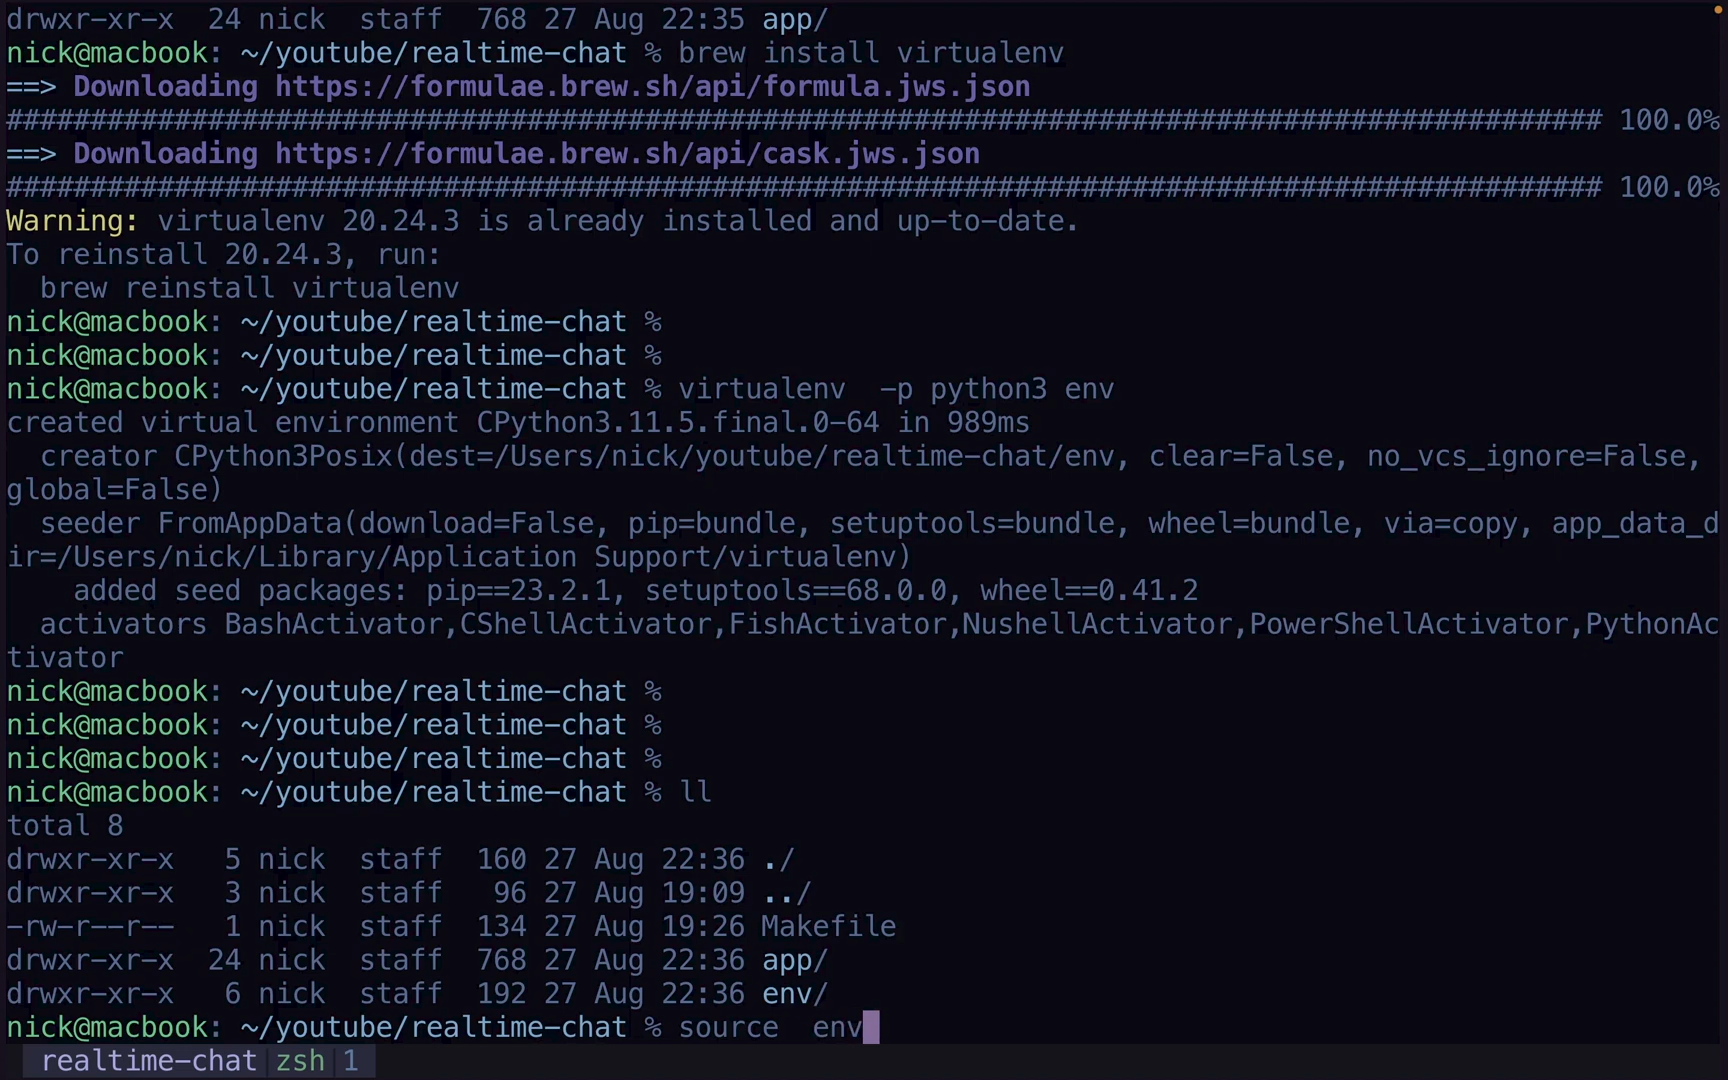 drwxr-xr-x  24 nick  staff  768 27 Aug 22:35 app/
nick@macbook: ~/youtube/realtime-chat % brew install virtualenv
==> Downloading https://formulae.brew.sh/api/formula.jws.json
############################################################################################### 100.0%
==> Downloading https://formulae.brew.sh/api/cask.jws.json
############################################################################################### 100.0%
Warning: virtualenv 20.24.3 is already installed and up-to-date.
To reinstall 20.24.3, run:
  brew reinstall virtualenv
nick@macbook: ~/youtube/realtime-chat %
nick@macbook: ~/youtube/realtime-chat %
nick@macbook: ~/youtube/realtime-chat % virtualenv  -p python3 env
created virtual environment CPython3.11.5.final.0-64 in 989ms
  creator CPython3Posix(dest=/Users/nick/youtube/realtime-chat/env, clear=False, no_vcs_ignore=False,
global=False)
  seeder FromAppData(download=False, pip=bundle, setuptools=bundle, wheel=bundle, via=copy, app_data_d
ir=/Users/nick/Library/Application Support/virtualenv)
    added seed packages: pip==23.2.1, setuptools==68.0.0, wheel==0.41.2
  activators BashActivator,CShellActivator,FishActivator,NushellActivator,PowerShellActivator,PythonAc
tivator
nick@macbook: ~/youtube/realtime-chat %
nick@macbook: ~/youtube/realtime-chat %
nick@macbook: ~/youtube/realtime-chat %
nick@macbook: ~/youtube/realtime-chat % ll
total 8
drwxr-xr-x   5 nick  staff  160 27 Aug 22:36 ./
drwxr-xr-x   3 nick  staff   96 27 Aug 19:09 ../
-rw-r--r--   1 nick  staff  134 27 Aug 19:26 Makefile
drwxr-xr-x  24 nick  staff  768 27 Aug 22:36 app/
drwxr-xr-x   6 nick  staff  192 27 Aug 22:36 env/
nick@macbook: ~/youtube/realtime-chat % source  env
realtime-chat zsh 1